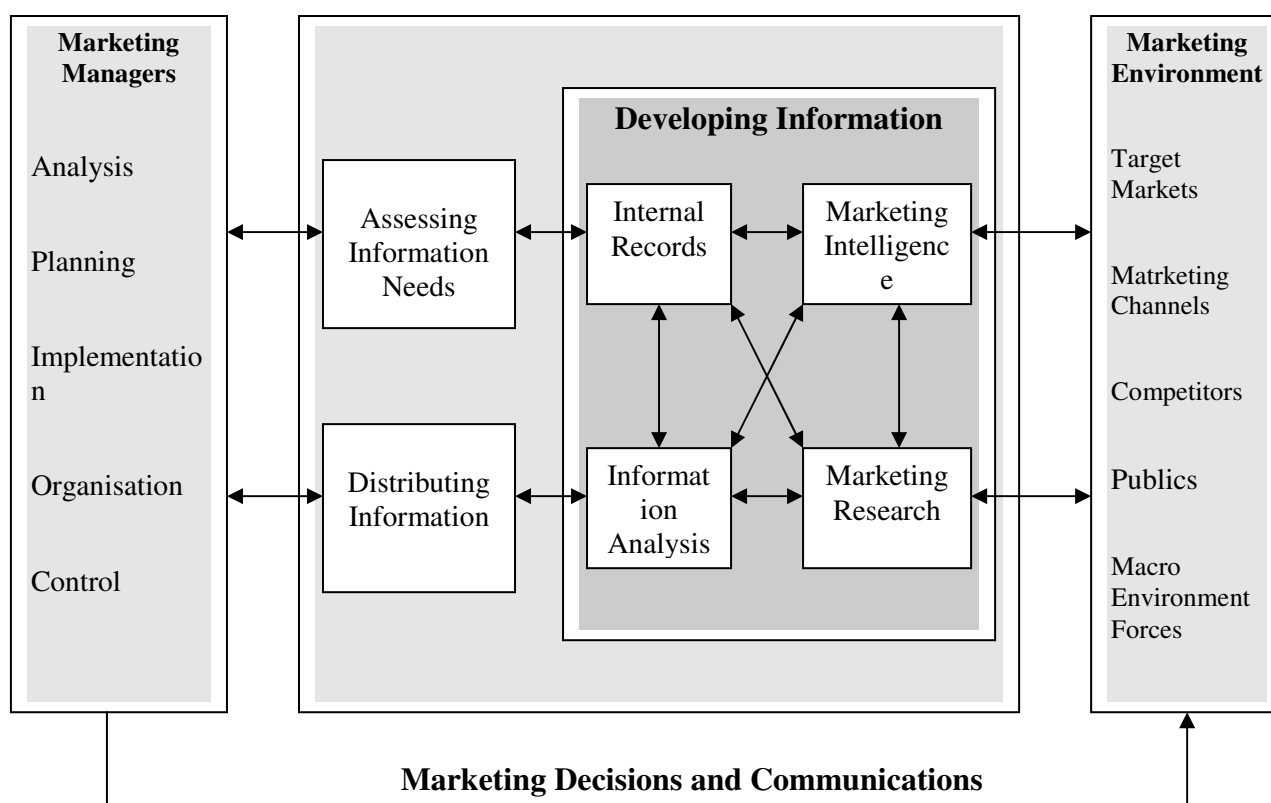 Marketing
Managers
Analysis
Planning
Implementatio
n
Organisation
Control
Assessing
Information
Needs
Distributing
Information
Developing Information
Internal
Records
Marketing
Intelligenc
e
Informat
ion
Analysis
Marketing
Research
Marketing
Environment
Target
Markets
Matrketing
Channels
Competitors
Publics
Macro
Environment
Forces
Marketing Decisions and Communications